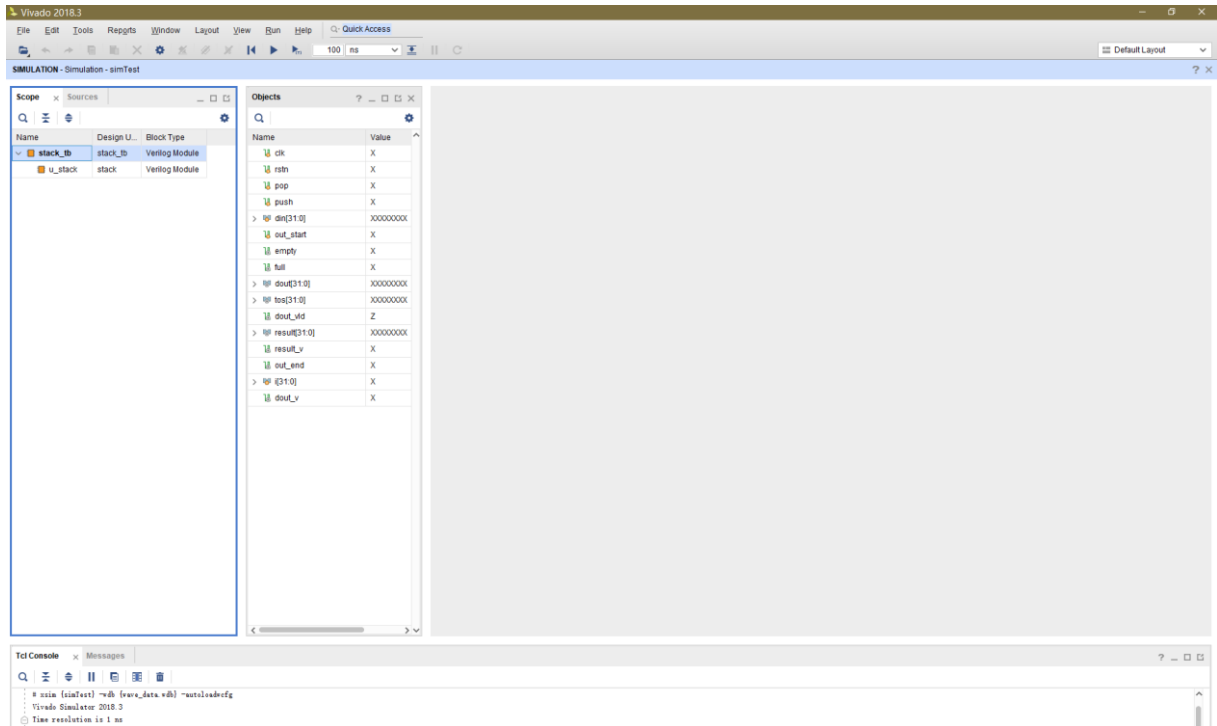 Vivado 2018.3
File Edit Tools Reports Window Layout View Run Help Quick Access
100 ns Default Layout
SIMULATION - Simulation - simTest
Scope Sources
Name Design U... Block Type
stack_tb stack_tb Verilog Module
u_stack stack Verilog Module
Objects
Name Value
clk X
rstn X
pop X
push X
din[31:0] XXXXXXXX
out_start X
empty X
full X
dout[31:0] XXXXXXXX
tos[31:0] XXXXXXXX
dout_vld Z
result[31:0] XXXXXXXX
result_v X
out_end X
i[31:0] X
dout_v X
Tcl Console Messages
# xsim {simTest} -wdb {wave_data.wdb} -autoloadwcfg
Vivado Simulator 2018.3
Time resolution is 1 ns